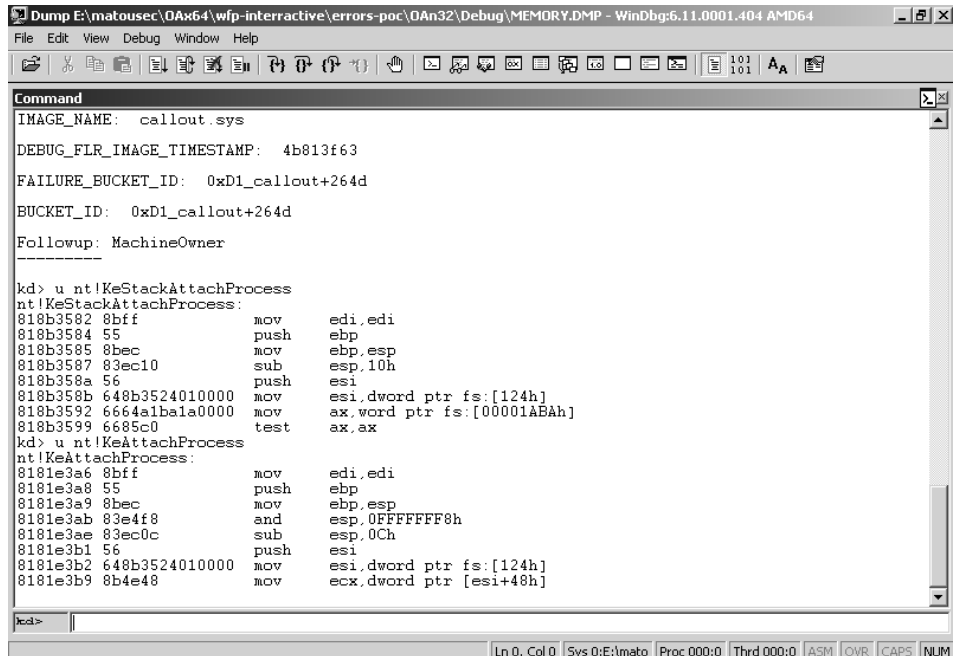 Dump E:\matousec\OAx64\wfp-interractive\errors-poc\OAn32\Debug\MEMORY.DMP - WinDbg:6.11.0001.404 AMD64
File Edit View Debug Window Help
Command
IMAGE_NAME: callout.sys
DEBUG_FLR_IMAGE_TIMESTAMP: 4b813f63
FAILURE_BUCKET_ID: 0xD1_callout+264d
BUCKET_ID: 0xD1_callout+264d
Followup: MachineOwner
---------
kd> u nt!KeStackAttachProcess
nt!KeStackAttachProcess:
818b3582 8bff mov edi,edi
818b3584 55 push ebp
818b3585 8bec mov ebp,esp
818b3587 83ec10 sub esp,10h
818b358a 56 push esi
818b358b 648b3524010000 mov esi,dword ptr fs:[124h]
818b3592 6664a1ba1a0000 mov ax,word ptr fs:[00001ABAh]
818b3599 6685c0 test ax,ax
kd> u nt!KeAttachProcess
nt!KeAttachProcess:
8181e3a6 8bff mov edi,edi
8181e3a8 55 push ebp
8181e3a9 8bec mov ebp,esp
8181e3ab 83e4f8 and esp,0FFFFFFF8h
8181e3ae 83ec0c sub esp,0Ch
8181e3b1 56 push esi
8181e3b2 648b3524010000 mov esi,dword ptr fs:[124h]
8181e3b9 8b4e48 mov ecx,dword ptr [esi+48h]
kd>
Ln 0, Col 0 Sys 0:E:\mato Proc 000:0 Thrd 000:0 ASM OVR CAPS NUM